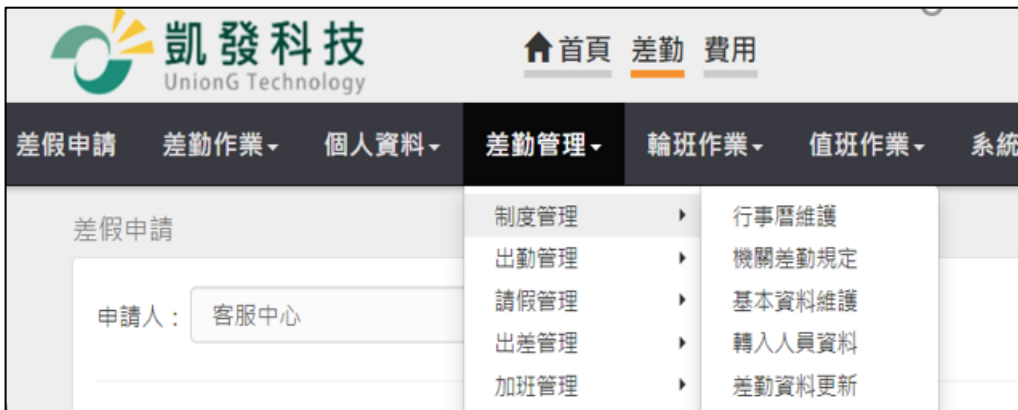 凱發科技
UnionG Technology
首頁 差勤 費用
差假申請 差勤作業 個人資料 差勤管理 輪班作業 值班作業 系統
差假申請
制度管理 行事曆維護
出勤管理 機關差勤規定
申請人： 客服中心
請假管理 基本資料維護
出差管理 轉入人員資料
加班管理 差勤資料更新